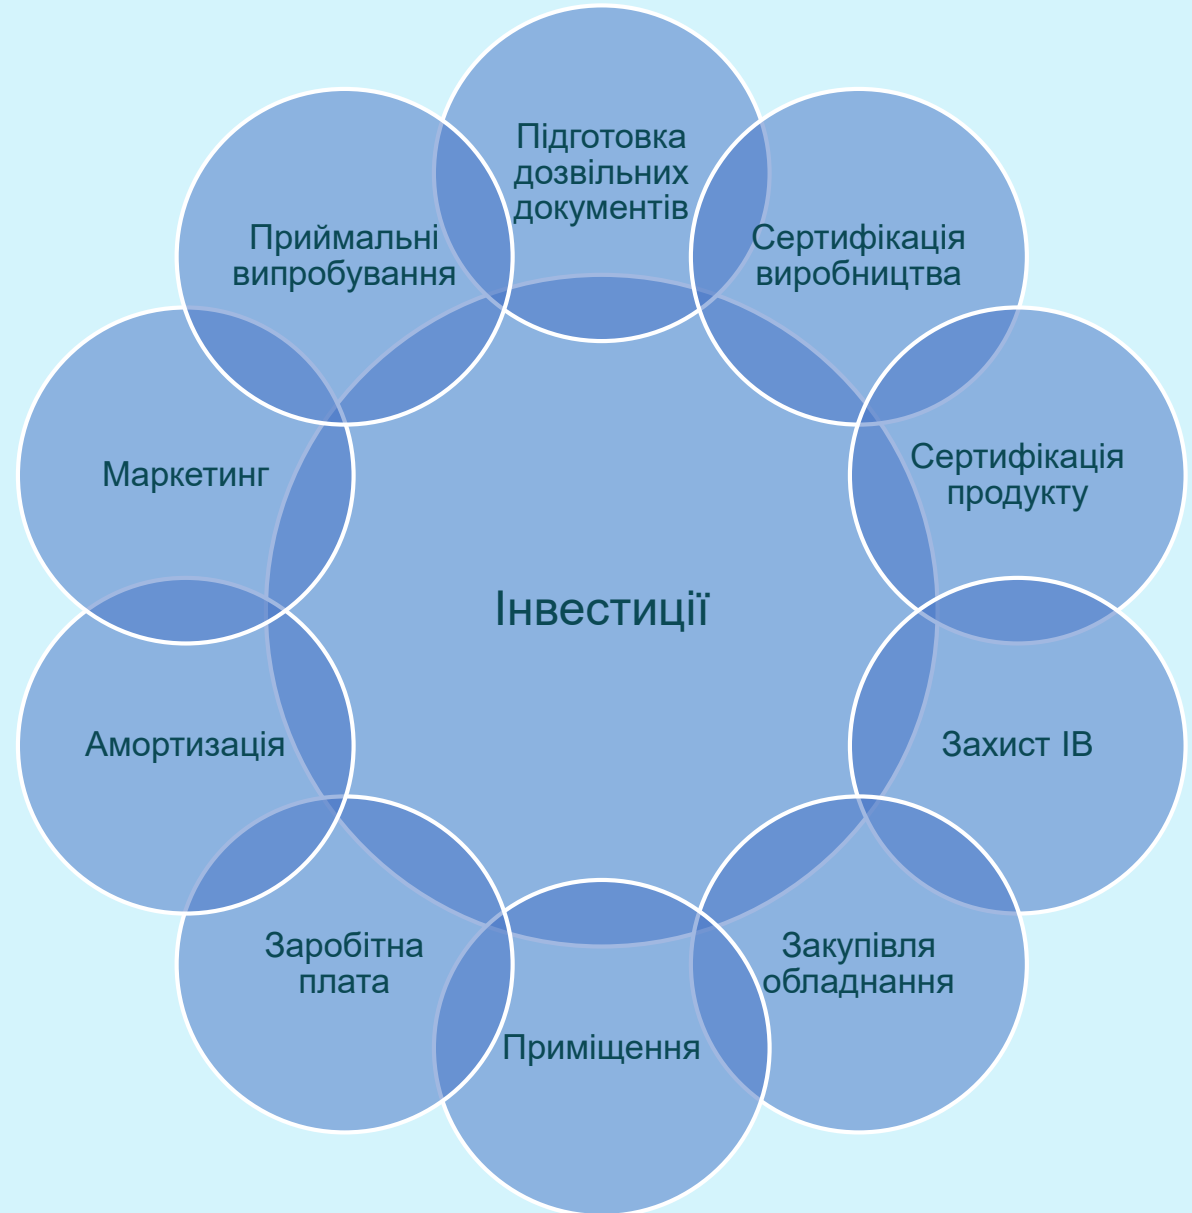 Підготовка
дозвільних
документів
Сертифікація
виробництва
Сертифікація
продукту
Захист ІВ
Закупівля
обладнання
Приміщення
Заробітна
плата
Амортизація
Маркетинг
Приймальні
випробування
Інвестиції